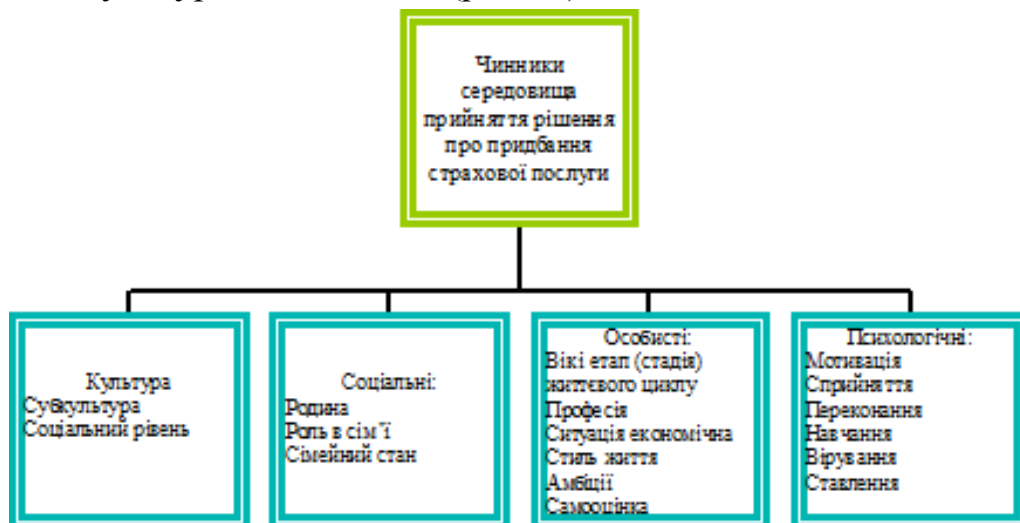 Чинники
середовища
прийняття рішення
про придбання
страхової послуги
Культура
Субкультура
Соціальний рівень
Соціальні:
Родина
Роль в сім’ї
Сімейний стан
Особисті:
Вікі етап (стадія)
життєвого циклу
Професія
Ситуація економічна
Стиль життя
Амбіції
Самооцінка
Психологічні:
Мотивація
Сприйняття
Переконання
Навчання
Вірування
Ставлення